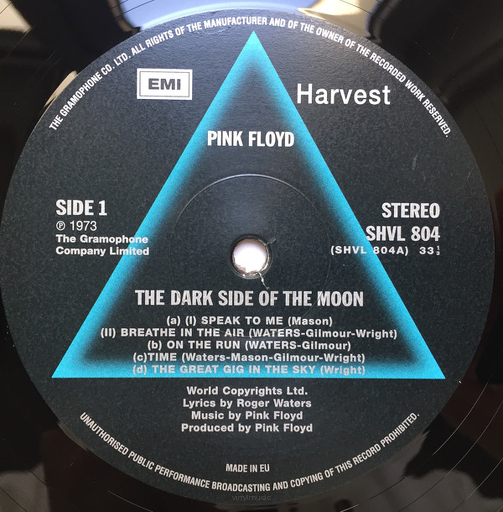 THE GRAMOPHONE CO. LTD. ALL RIGHTS OF THE MANUFACTURER AND OF THE OWNER OF THE RECORDED WORK RESERVED.
EMI
Harvest
PINK FLOYD
SIDE 1
℗ 1973
The Gramophone
Company Limited
STEREO
SHVL 804
(SHVL 804A) 33⅓
THE DARK SIDE OF THE MOON
(a) (I) SPEAK TO ME (Mason)
(II) BREATHE IN THE AIR (WATERS-Gilmour-Wright)
(b) ON THE RUN (WATERS-Gilmour)
(c)TIME (Waters-Mason-Gilmour-Wright)
(d) THE GREAT GIG IN THE SKY (Wright)
World Copyrights Ltd.
Lyrics by Roger Waters
Music by Pink Floyd
Produced by Pink Floyd
UNAUTHORISED PUBLIC PERFORMANCE BROADCASTING AND COPYING OF THIS RECORD PROHIBITED.
MADE IN EU